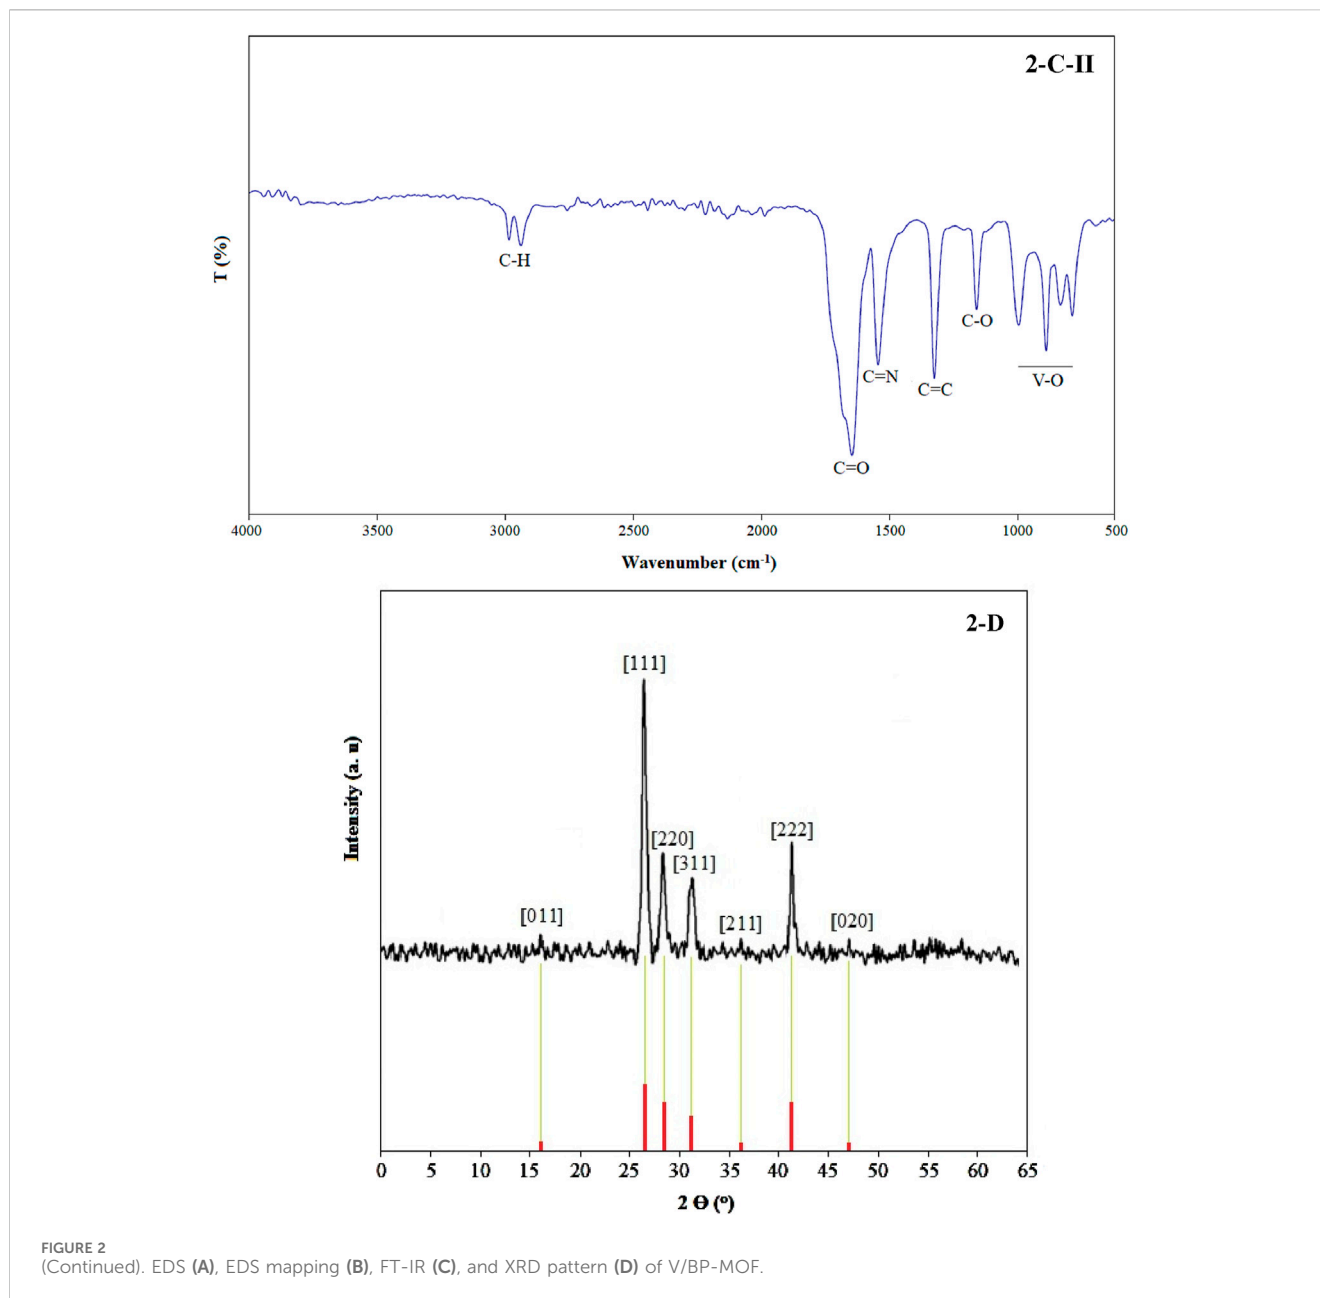 2-C-II
T (%)
C-H
C=O
C=N
C=C
C-O
V-O
4000 3500 3000 2500 2000 1500 1000 500
Wavenumber (cm-1)
2-D
Intensity (a. u)
[011]
[111]
[220]
[311]
[211]
[222]
[020]
0 5 10 15 20 25 30 35 40 45 50 55 60 65
2 Ɵ (º)
FIGURE 2
(Continued). EDS (A), EDS mapping (B), FT-IR (C), and XRD pattern (D) of V/BP-MOF.